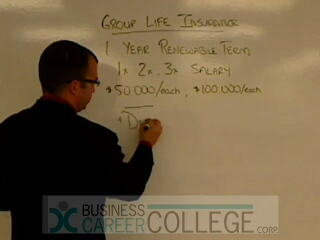 GROUP LIFE INSURANCE
1 YEAR RENEWABLE TERM
1x 2x 3x SALARY
$50,000/each, $100,000/each
BUSINESS
CAREER COLLEGE CORP.